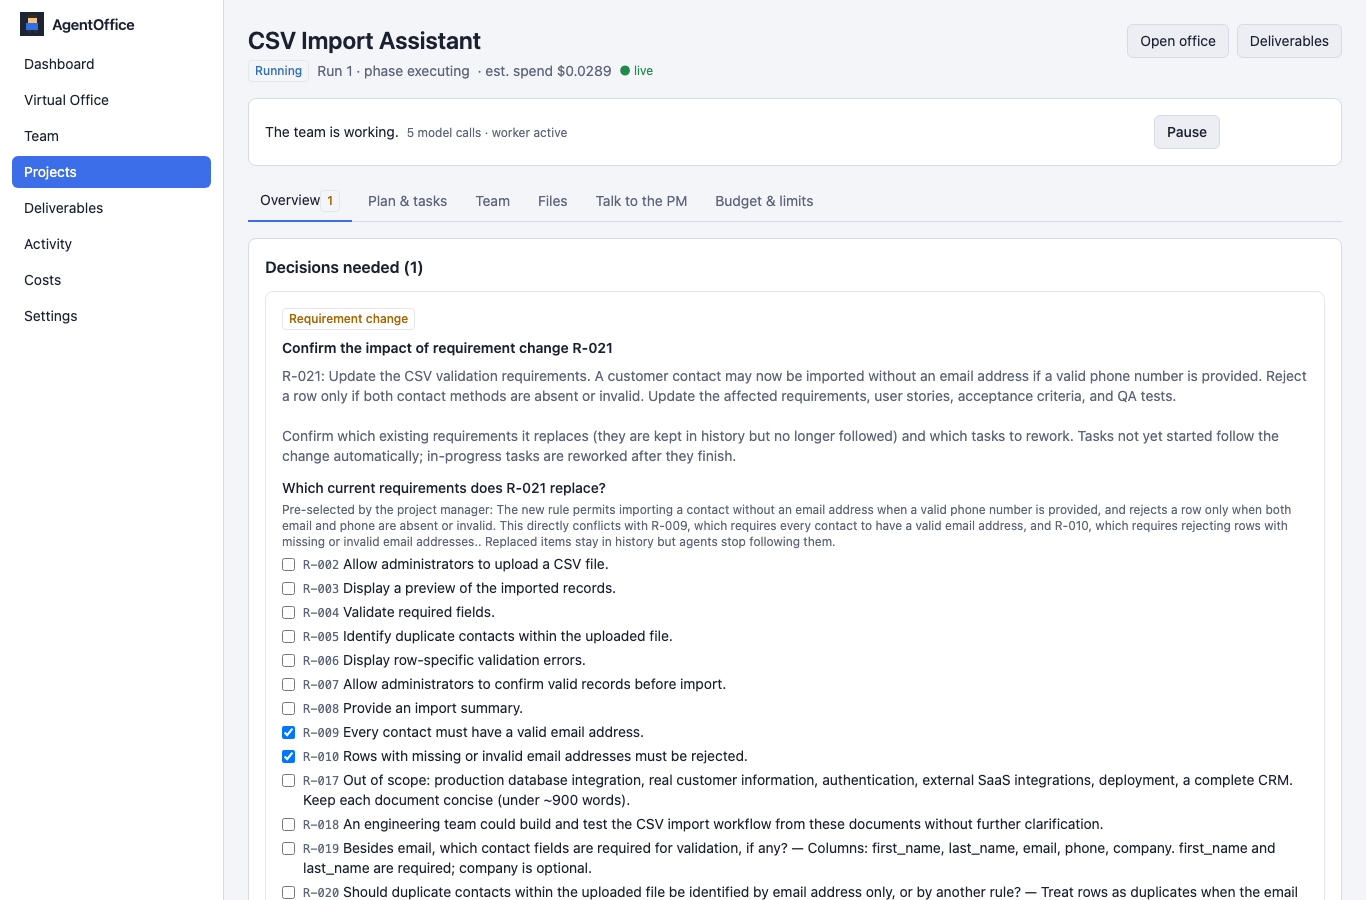 AgentOffice
Dashboard
Virtual Office
Team
Projects
Deliverables
Activity
Costs
Settings
CSV Import Assistant
Open office
Deliverables
Running Run 1 · phase executing · est. spend $0.0289 live
The team is working. 5 model calls · worker active
Pause
Overview 1 Plan & tasks Team Files Talk to the PM Budget & limits
Decisions needed (1)
Requirement change
Confirm the impact of requirement change R-021
R-021: Update the CSV validation requirements. A customer contact may now be imported without an email address if a valid phone number is provided. Reject
a row only if both contact methods are absent or invalid. Update the affected requirements, user stories, acceptance criteria, and QA tests.
Confirm which existing requirements it replaces (they are kept in history but no longer followed) and which tasks to rework. Tasks not yet started follow the
change automatically; in-progress tasks are reworked after they finish.
Which current requirements does R-021 replace?
Pre-selected by the project manager: The new rule permits importing a contact without an email address when a valid phone number is provided, and rejects a row only when both
email and phone are absent or invalid. This directly conflicts with R-009, which requires every contact to have a valid email address, and R-010, which requires rejecting rows with
missing or invalid email addresses.. Replaced items stay in history but agents stop following them.
R-002 Allow administrators to upload a CSV file.
R-003 Display a preview of the imported records.
R-004 Validate required fields.
R-005 Identify duplicate contacts within the uploaded file.
R-006 Display row-specific validation errors.
R-007 Allow administrators to confirm valid records before import.
R-008 Provide an import summary.
R-009 Every contact must have a valid email address.
R-010 Rows with missing or invalid email addresses must be rejected.
R-017 Out of scope: production database integration, real customer information, authentication, external SaaS integrations, deployment, a complete CRM.
Keep each document concise (under ~900 words).
R-018 An engineering team could build and test the CSV import workflow from these documents without further clarification.
R-019 Besides email, which contact fields are required for validation, if any? — Columns: first_name, last_name, email, phone, company. first_name and
last_name are required; company is optional.
R-020 Should duplicate contacts within the uploaded file be identified by email address only, or by another rule? — Treat rows as duplicates when the email